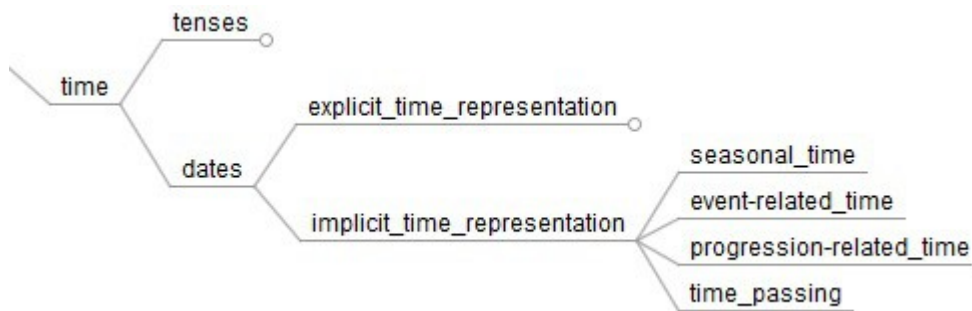 tenses
time
explicit_time_representation
dates
seasonal_time
event-related_time
implicit_time_representation
progression-related_time
time_passing